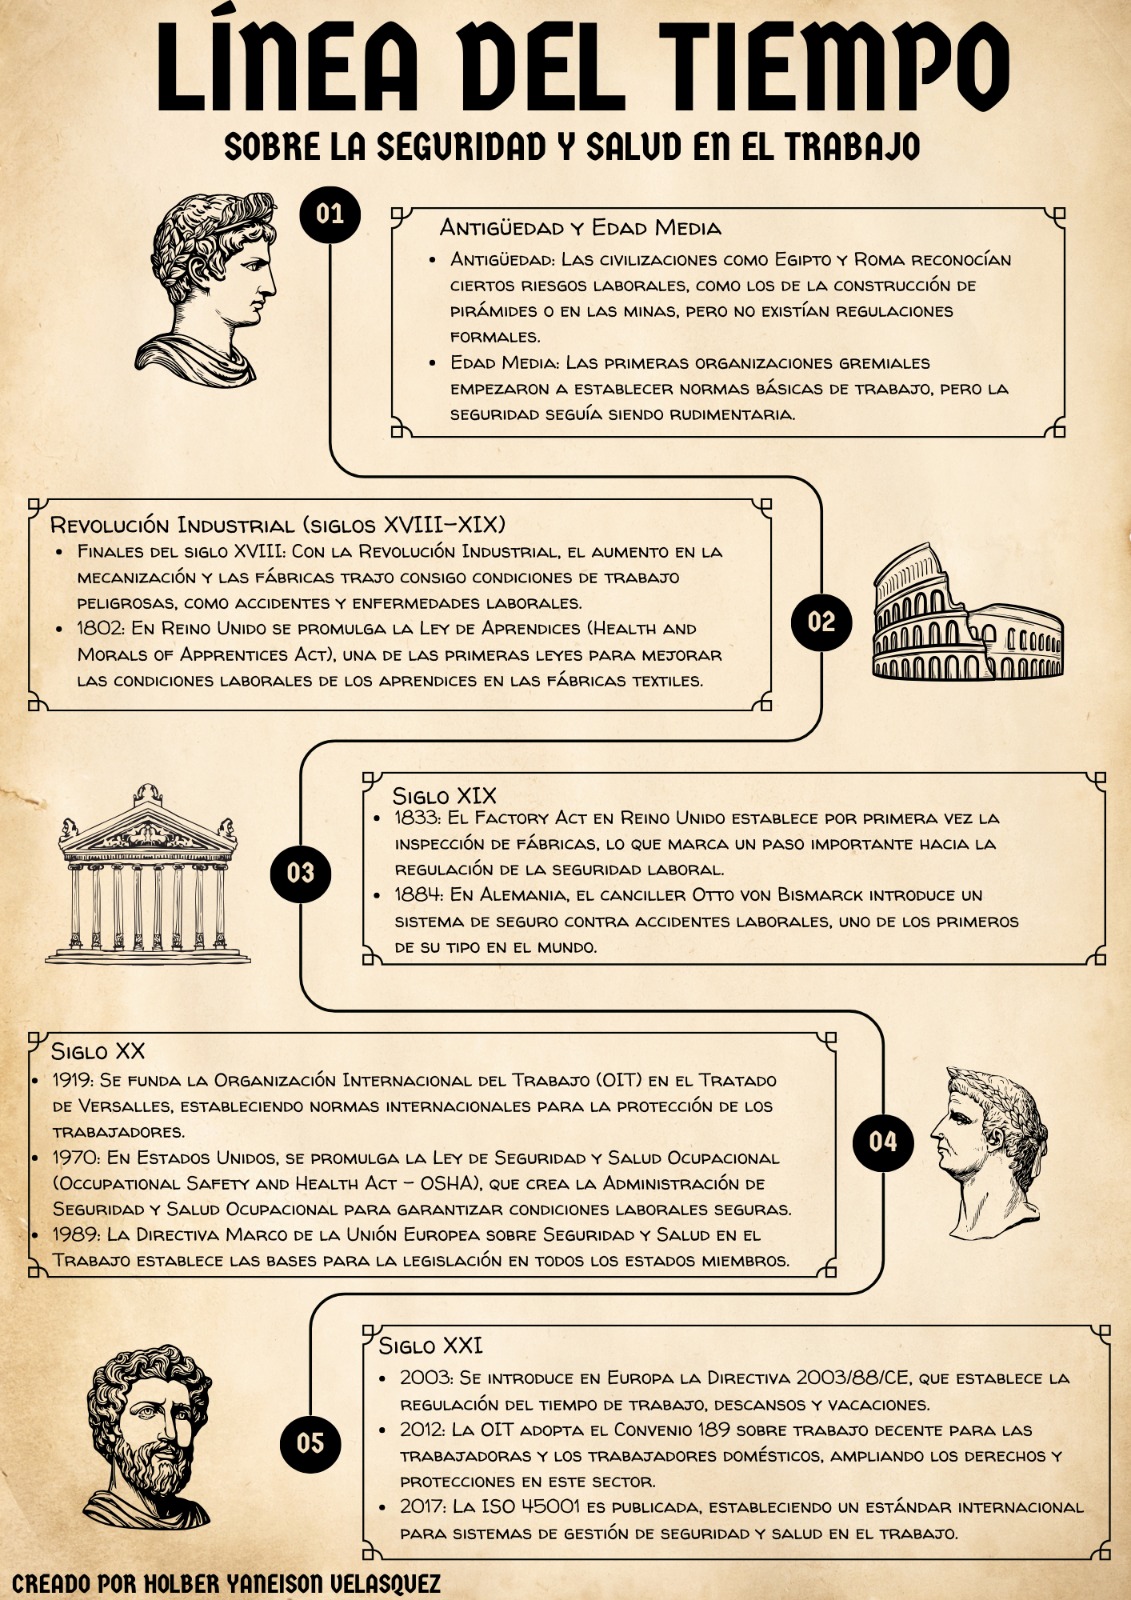 LÍNEA DEL TIEMPO
SOBRE LA SEGURIDAD Y SALUD EN EL TRABAJO
01
Antigüedad y Edad Media
• Antigüedad: Las civilizaciones como Egipto y Roma reconocían
ciertos riesgos laborales, como los de la construcción de
pirámides o en las minas, pero no existían regulaciones
formales.
• Edad Media: Las primeras organizaciones gremiales
empezaron a establecer normas básicas de trabajo, pero la
seguridad seguía siendo rudimentaria.
Revolución Industrial (siglos XVIII-XIX)
• Finales del siglo XVIII: Con la Revolución Industrial, el aumento en la
mecanización y las fábricas trajo consigo condiciones de trabajo
peligrosas, como accidentes y enfermedades laborales.
• 1802: En Reino Unido se promulga la Ley de Aprendices (Health and
Morals of Apprentices Act), una de las primeras leyes para mejorar
las condiciones laborales de los aprendices en las fábricas textiles.
02
03
Siglo XIX
• 1833: El Factory Act en Reino Unido establece por primera vez la
inspección de fábricas, lo que marca un paso importante hacia la
regulación de la seguridad laboral.
• 1884: En Alemania, el canciller Otto von Bismarck introduce un
sistema de seguro contra accidentes laborales, uno de los primeros
de su tipo en el mundo.
Siglo XX
• 1919: Se funda la Organización Internacional del Trabajo (OIT) en el Tratado
de Versalles, estableciendo normas internacionales para la protección de los
trabajadores.
• 1970: En Estados Unidos, se promulga la Ley de Seguridad y Salud Ocupacional
(Occupational Safety and Health Act - OSHA), que crea la Administración de
Seguridad y Salud Ocupacional para garantizar condiciones laborales seguras.
• 1989: La Directiva Marco de la Unión Europea sobre Seguridad y Salud en el
Trabajo establece las bases para la legislación en todos los estados miembros.
04
05
Siglo XXI
• 2003: Se introduce en Europa la Directiva 2003/88/CE, que establece la
regulación del tiempo de trabajo, descansos y vacaciones.
• 2012: La OIT adopta el Convenio 189 sobre trabajo decente para las
trabajadoras y los trabajadores domésticos, ampliando los derechos y
protecciones en este sector.
• 2017: La ISO 45001 es publicada, estableciendo un estándar internacional
para sistemas de gestión de seguridad y salud en el trabajo.
CREADO POR HOLBER YANEISON VELASQUEZ